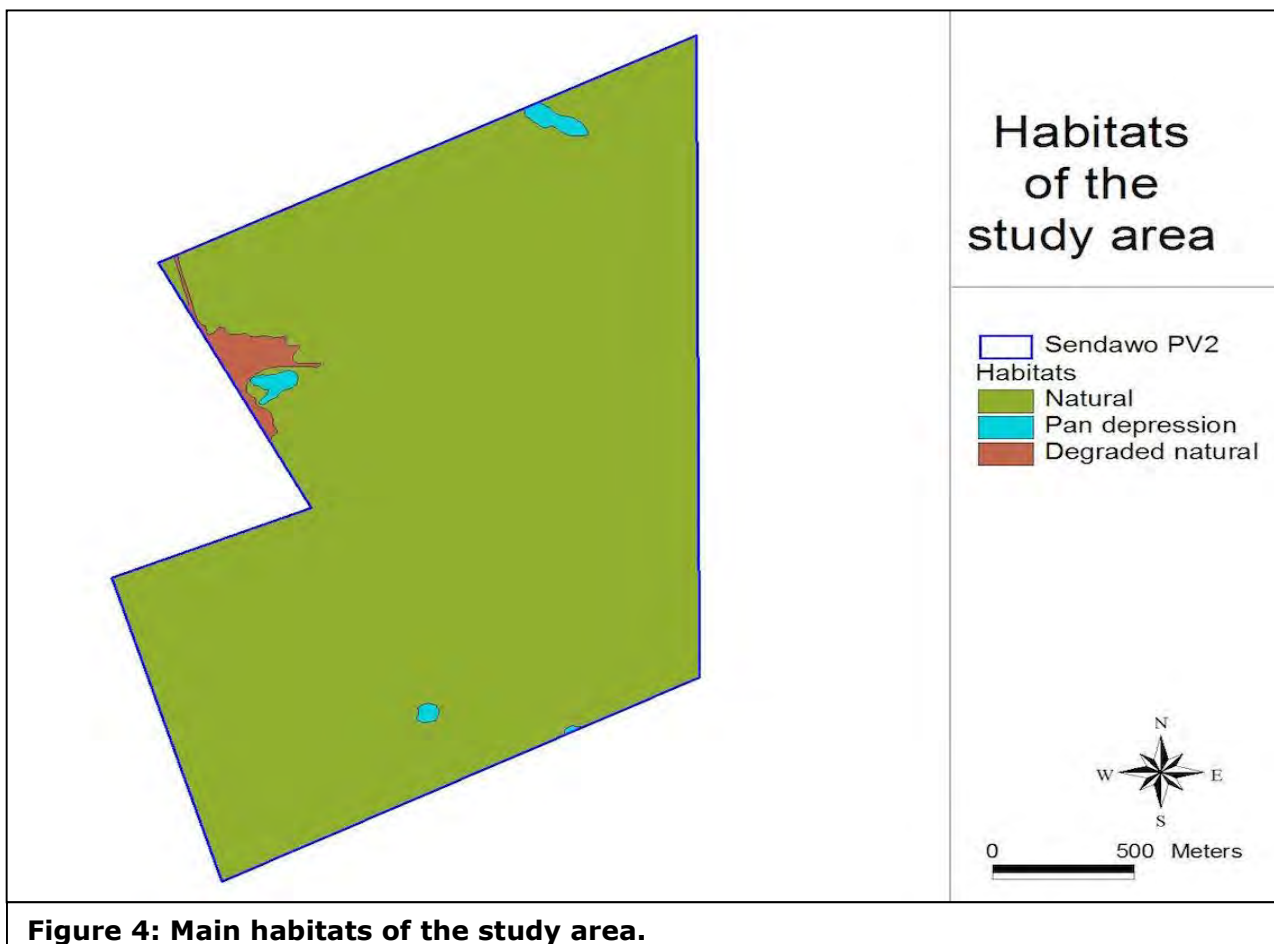 Habitats
of the
study area
Sendawo PV2
Habitats
Natural
Pan depression
Degraded natural
N
W E
S
0 500 Meters
Figure 4: Main habitats of the study area.